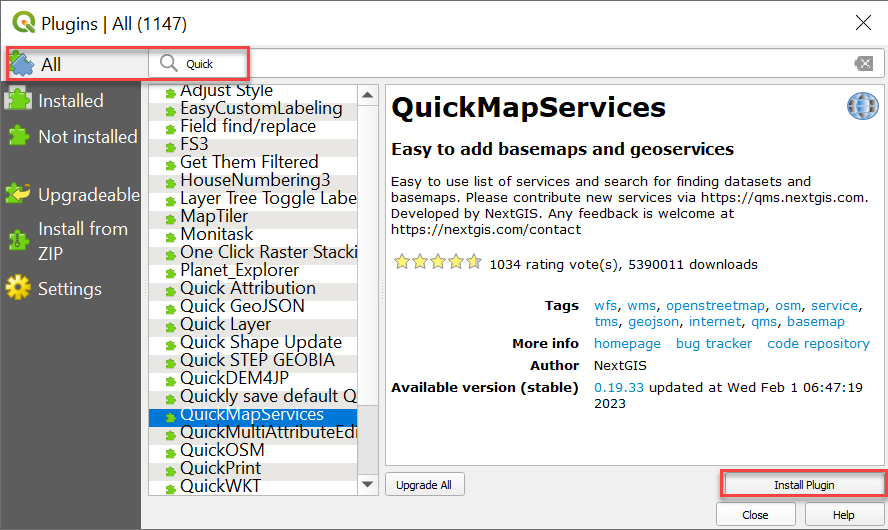 Plugins | All (1147)
All
Quick
Installed
Not installed
Upgradeable
Install from
ZIP
Settings
Adjust Style
EasyCustomLabeling
Field find/replace
FS3
Get Them Filtered
HouseNumbering3
Layer Tree Toggle Labe
MapTiler
Monitask
One Click Raster Stacki
Planet_Explorer
Quick Attribution
Quick GeoJSON
Quick Layer
Quick Shape Update
Quick STEP GEOBIA
QuickDEM4JP
Quickly save default Q
QuickMapServices
QuickMultiAttributeEdi
QuickOSM
QuickPrint
QuickWKT
QuickMapServices
Easy to add basemaps and geoservices
Easy to use list of services and search for finding datasets and
basemaps. Please contribute new services via https://qms.nextgis.com.
Developed by NextGIS. Any feedback is welcome at
https://nextgis.com/contact
1034 rating vote(s), 5390011 downloads
Tags wfs, wms, openstreetmap, osm, service,
tms, geojson, internet, qms, basemap
More info homepage bug tracker code repository
Author NextGIS
Available version (stable) 0.19.33 updated at Wed Feb 1 06:47:19
2023
Upgrade All
Install Plugin
Close
Help